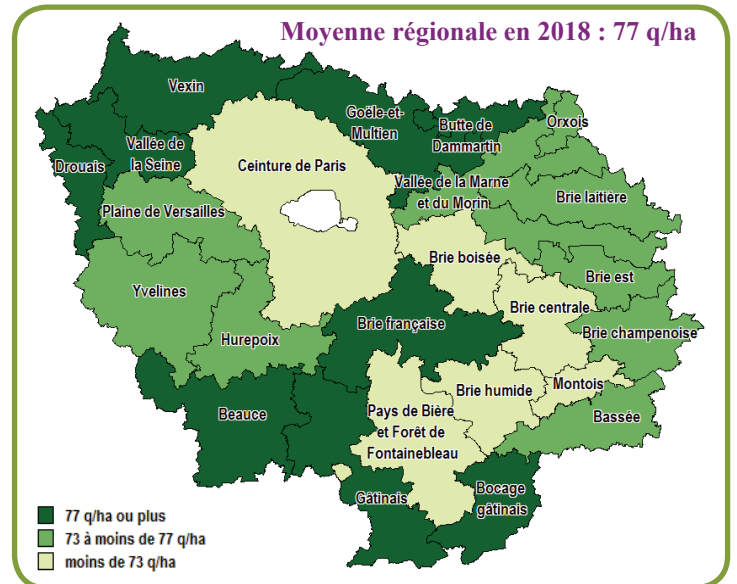 Moyenne régionale en 2018 : 77 q/ha
Vexin
Goële-et-
Multien
Butte de
Dammartin
Orxois
Drouais
Vallée de
la Seine
Ceinture de Paris
Vallée de la Marne
et du Morin
Brie laitière
Plaine de Versailles
Brie boisée
Brie est
Yvelines
Brie centrale
Hurepoix
Brie française
Brie champenoise
Beauce
Pays de Bière
et Forêt de
Fontainebleau
Brie humide
Montois
Bassée
Gâtinais
Bocage
gâtinais
77 q/ha ou plus
73 à moins de 77 q/ha
moins de 73 q/ha